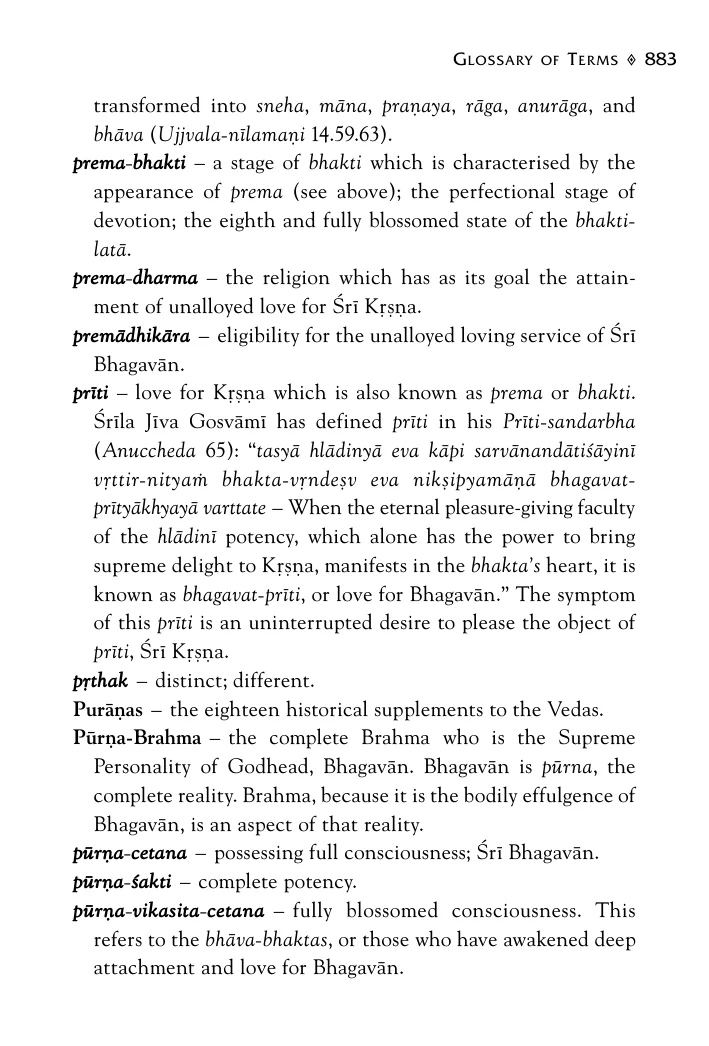 GLOSSARY OF TERMS ◊ 883
transformed into sneha, māna, praṇaya, rāga, anurāga, and
bhāva (Ujjvala-nīlamaṇi 14.59.63).
prema-bhakti – a stage of bhakti which is characterised by the
appearance of prema (see above); the perfectional stage of
devotion; the eighth and fully blossomed state of the bhakti-
latā.
prema-dharma – the religion which has as its goal the attain-
ment of unalloyed love for Śrī Kṛṣṇa.
premādhikāra – eligibility for the unalloyed loving service of Śrī
Bhagavān.
prīti – love for Kṛṣṇa which is also known as prema or bhakti.
Śrīla Jīva Gosvāmī has defined prīti in his Prīti-sandarbha
(Anuccheda 65): “tasyā hlādinyā eva kāpi sarvānandātiśāyinī
vṛttir-nityaṁ bhakta-vṛndeṣv eva nikṣipyamāṇā bhagavat-
prītyākhyayā varttate – When the eternal pleasure-giving faculty
of the hlādinī potency, which alone has the power to bring
supreme delight to Kṛṣṇa, manifests in the bhakta’s heart, it is
known as bhagavat-prīti, or love for Bhagavān.” The symptom
of this prīti is an uninterrupted desire to please the object of
prīti, Śrī Kṛṣṇa.
pṛthak – distinct; different.
Purāṇas – the eighteen historical supplements to the Vedas.
Pūrṇa-Brahma – the complete Brahma who is the Supreme
Personality of Godhead, Bhagavān. Bhagavān is pūrna, the
complete reality. Brahma, because it is the bodily effulgence of
Bhagavān, is an aspect of that reality.
pūrṇa-cetana – possessing full consciousness; Śrī Bhagavān.
pūrṇa-śakti – complete potency.
pūrṇa-vikasita-cetana – fully blossomed consciousness. This
refers to the bhāva-bhaktas, or those who have awakened deep
attachment and love for Bhagavān.